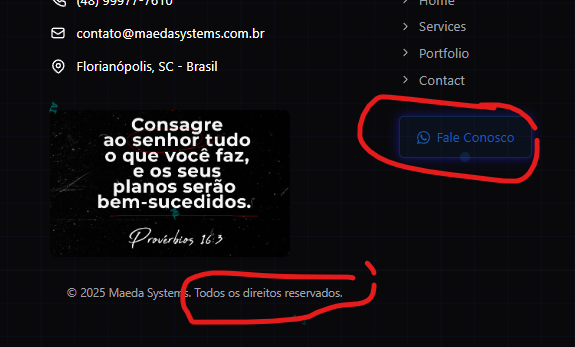 (48) 99977-7610
contato@maedasystems.com.br
Florianópolis, SC - Brasil
Home
Services
Portfolio
Contact
Fale Conosco
Consagre
ao senhor tudo
o que você faz,
e os seus
planos serão
bem-sucedidos.
Provérbios 16:3
© 2025 Maeda Systems. Todos os direitos reservados.